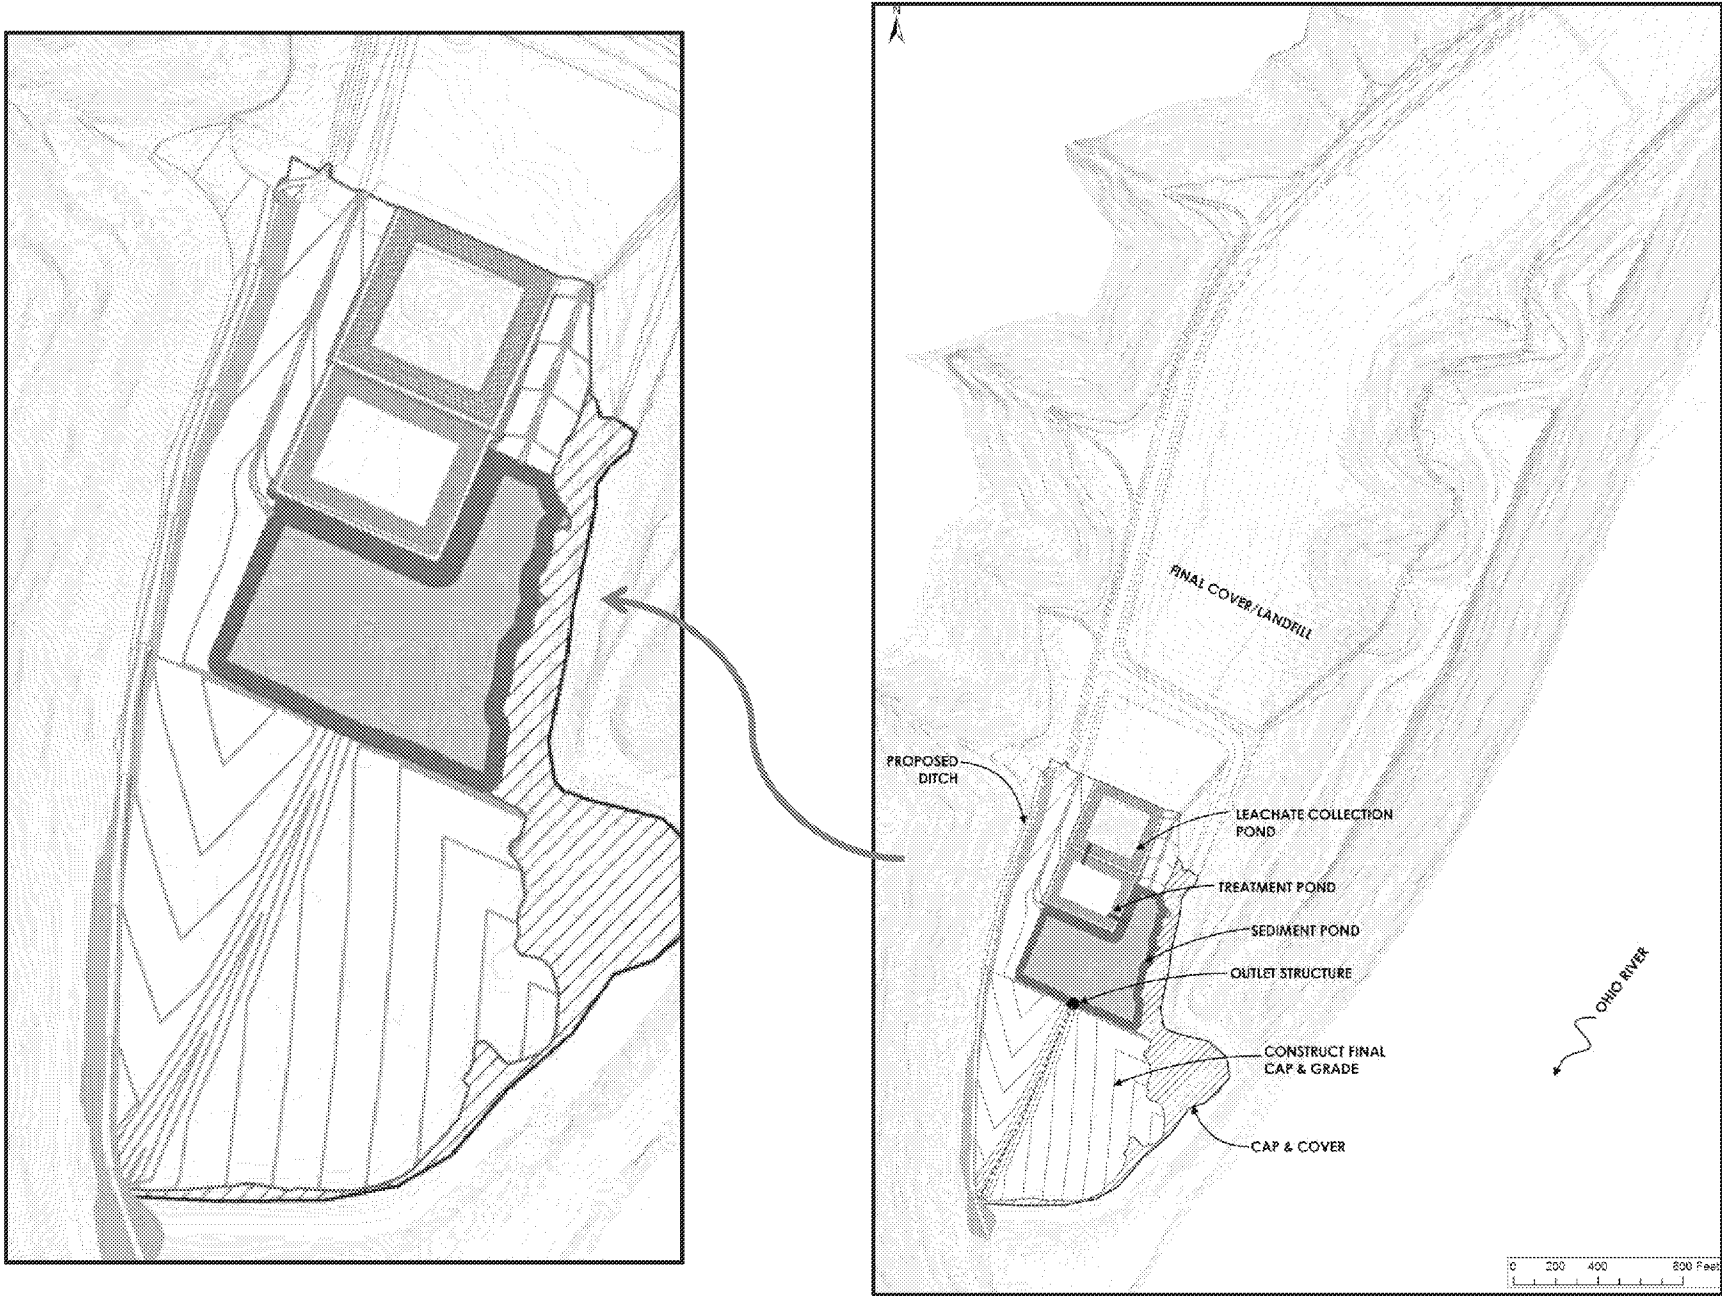 N
FINAL COVER/LANDFILL
PROPOSED
DITCH
LEACHATE COLLECTION
POND
TREATMENT POND
SEDIMENT POND
OUTLET STRUCTURE
OHIO RIVER
CONSTRUCT FINAL
CAP & GRADE
CAP & COVER
0 200 400 800 Feet